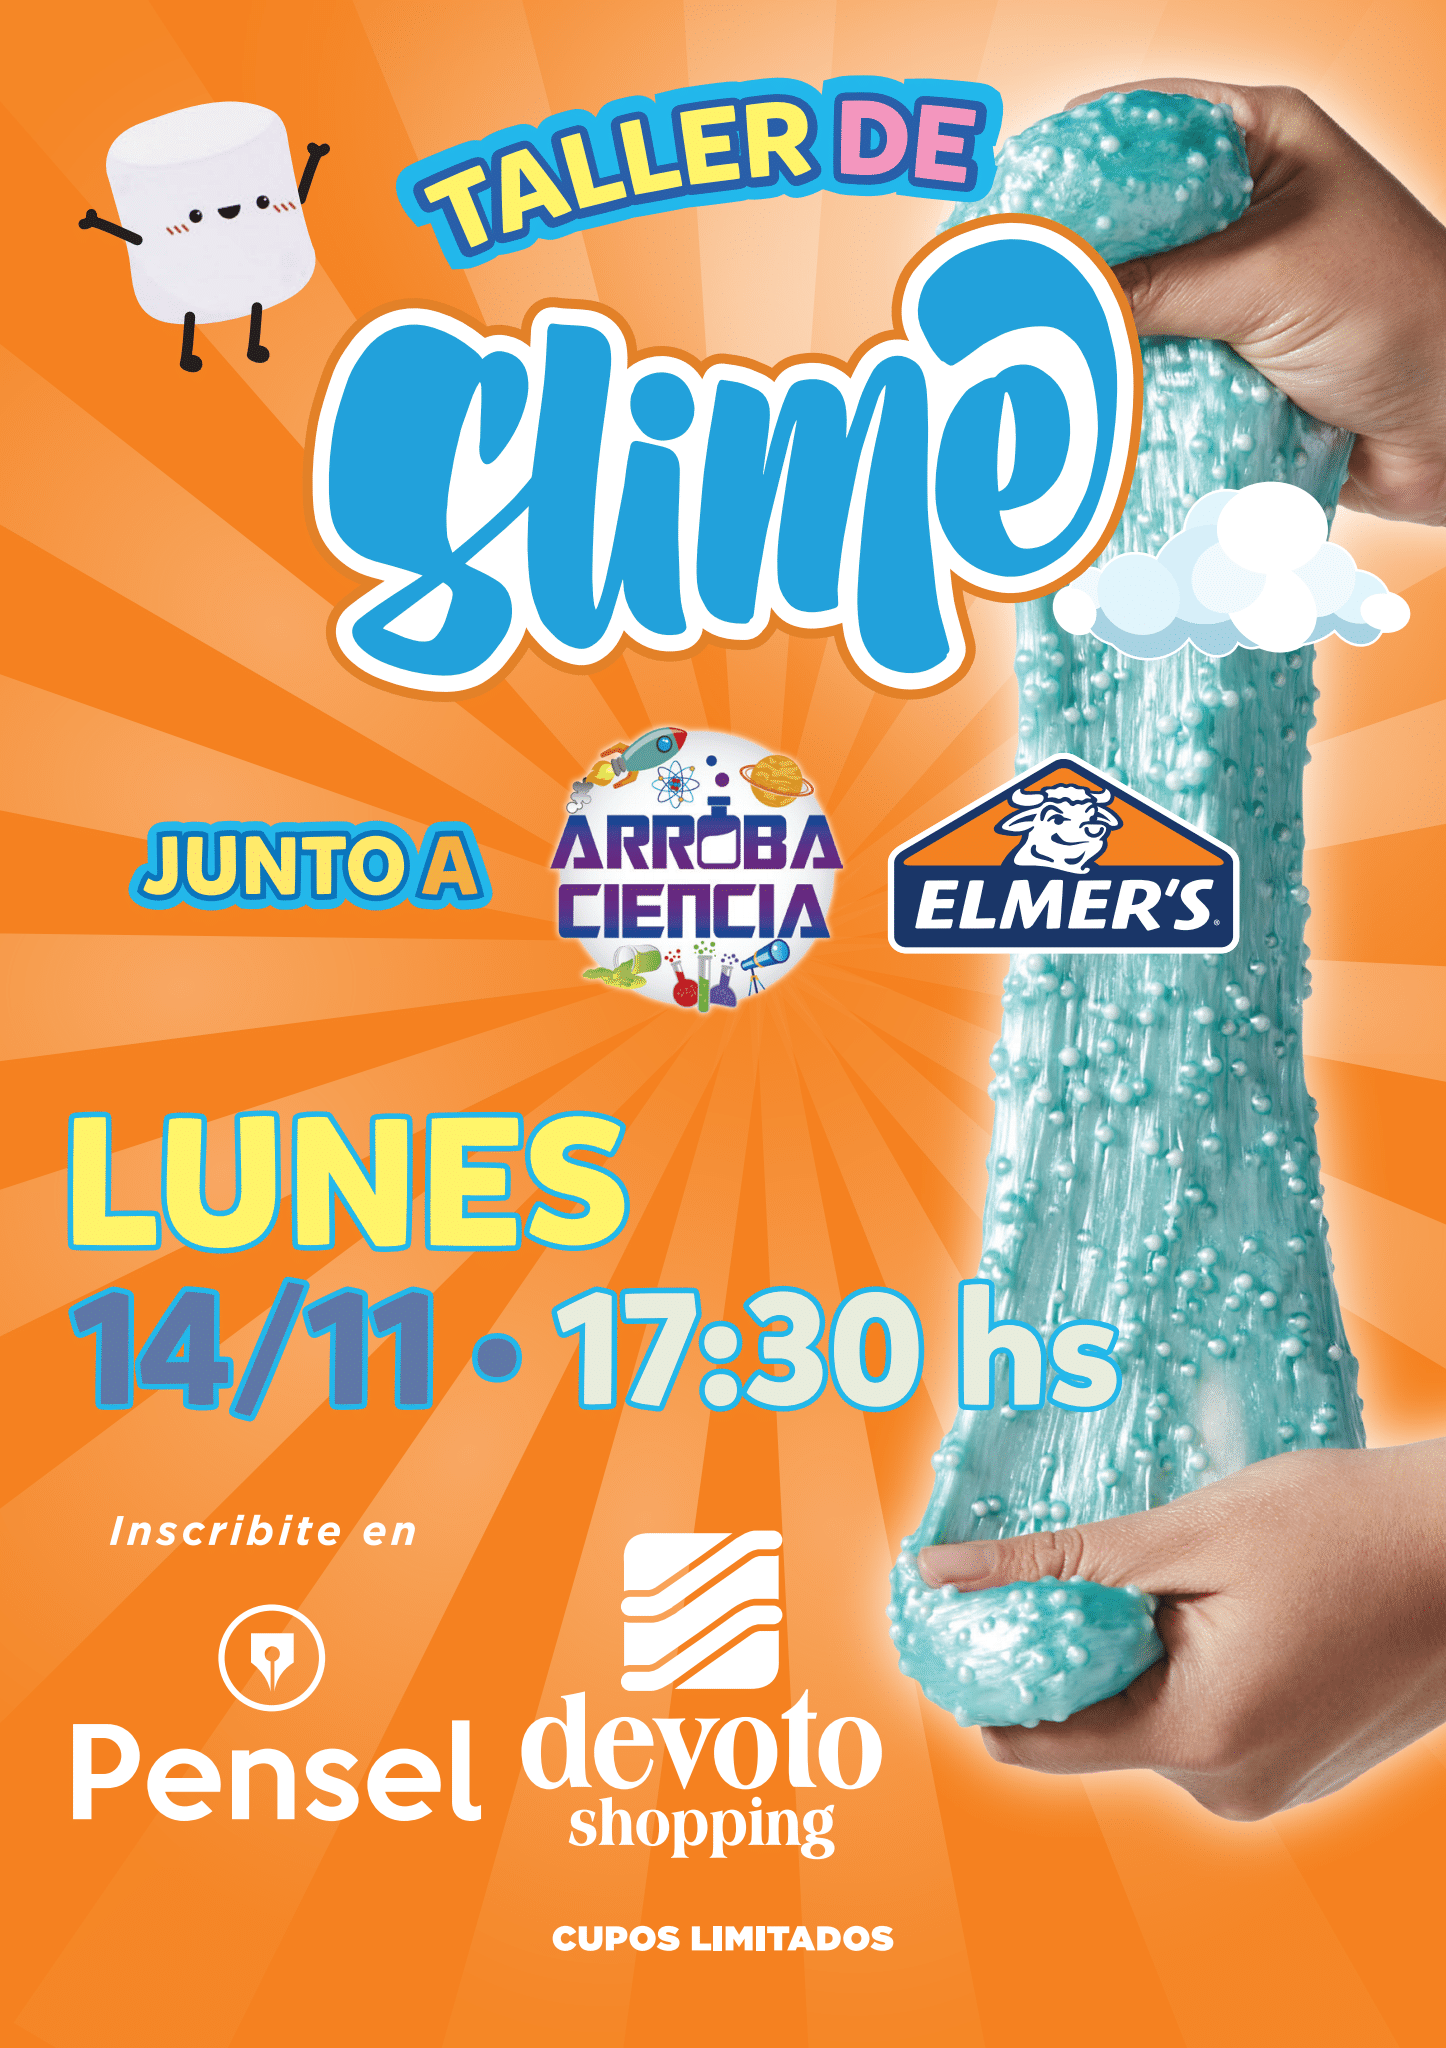 TALLER DE
Slime
JUNTO A
ARROBA
CIENCIA
ELMER'S
LUNES
14/11 • 17:30 hs
Inscribite en
Pensel
devoto
shopping
CUPOS LIMITADOS